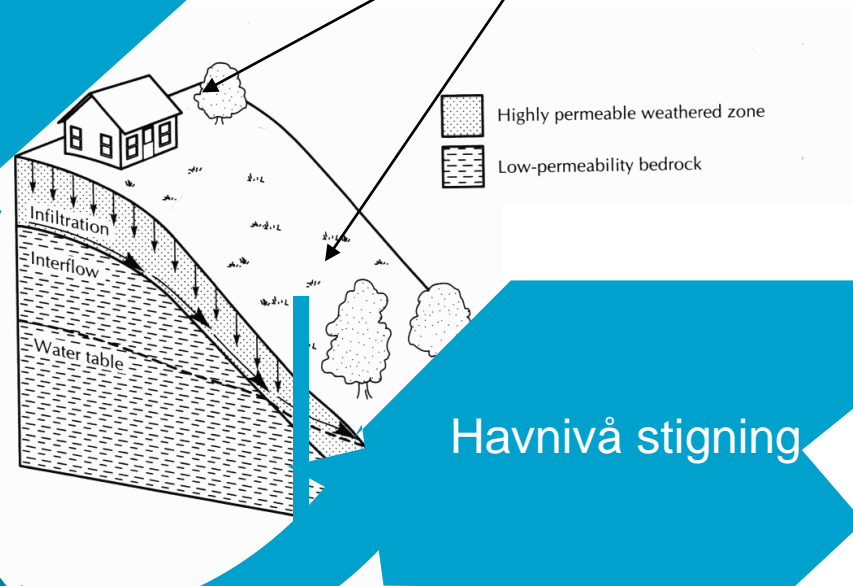 Highly permeable weathered zone
Low-permeability bedrock
Infiltration
Interflow
Water table
Havnivå stigning